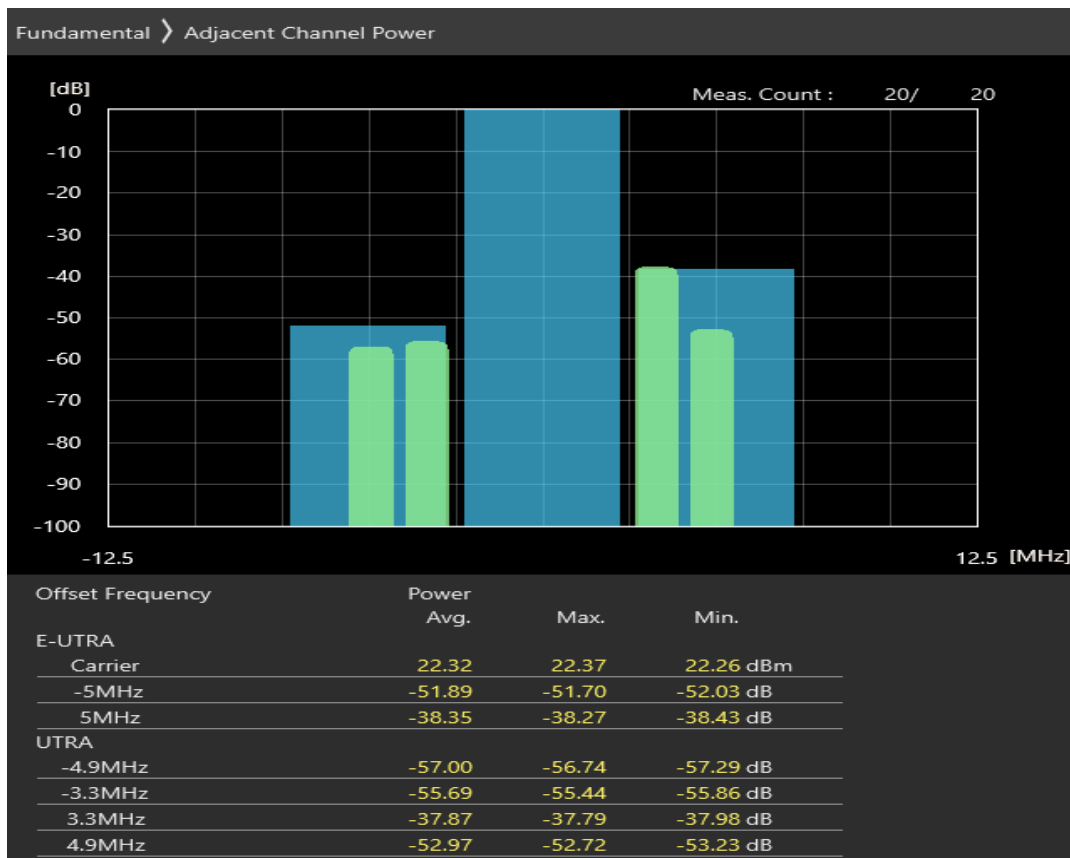 Fundamental 〉 Adjacent Channel Power
[dB]
Meas. Count : 20/ 20
0
-10
-20
-30
-40
-50
-60
-70
-80
-90
-100
-12.5 12.5 [MHz]
Offset Frequency Power
Avg. Max. Min.
E-UTRA
Carrier 22.32 22.37 22.26 dBm
-5MHz -51.89 -51.70 -52.03 dB
5MHz -38.35 -38.27 -38.43 dB
UTRA
-4.9MHz -57.00 -56.74 -57.29 dB
-3.3MHz -55.69 -55.44 -55.86 dB
3.3MHz -37.87 -37.79 -37.98 dB
4.9MHz -52.97 -52.72 -53.23 dB